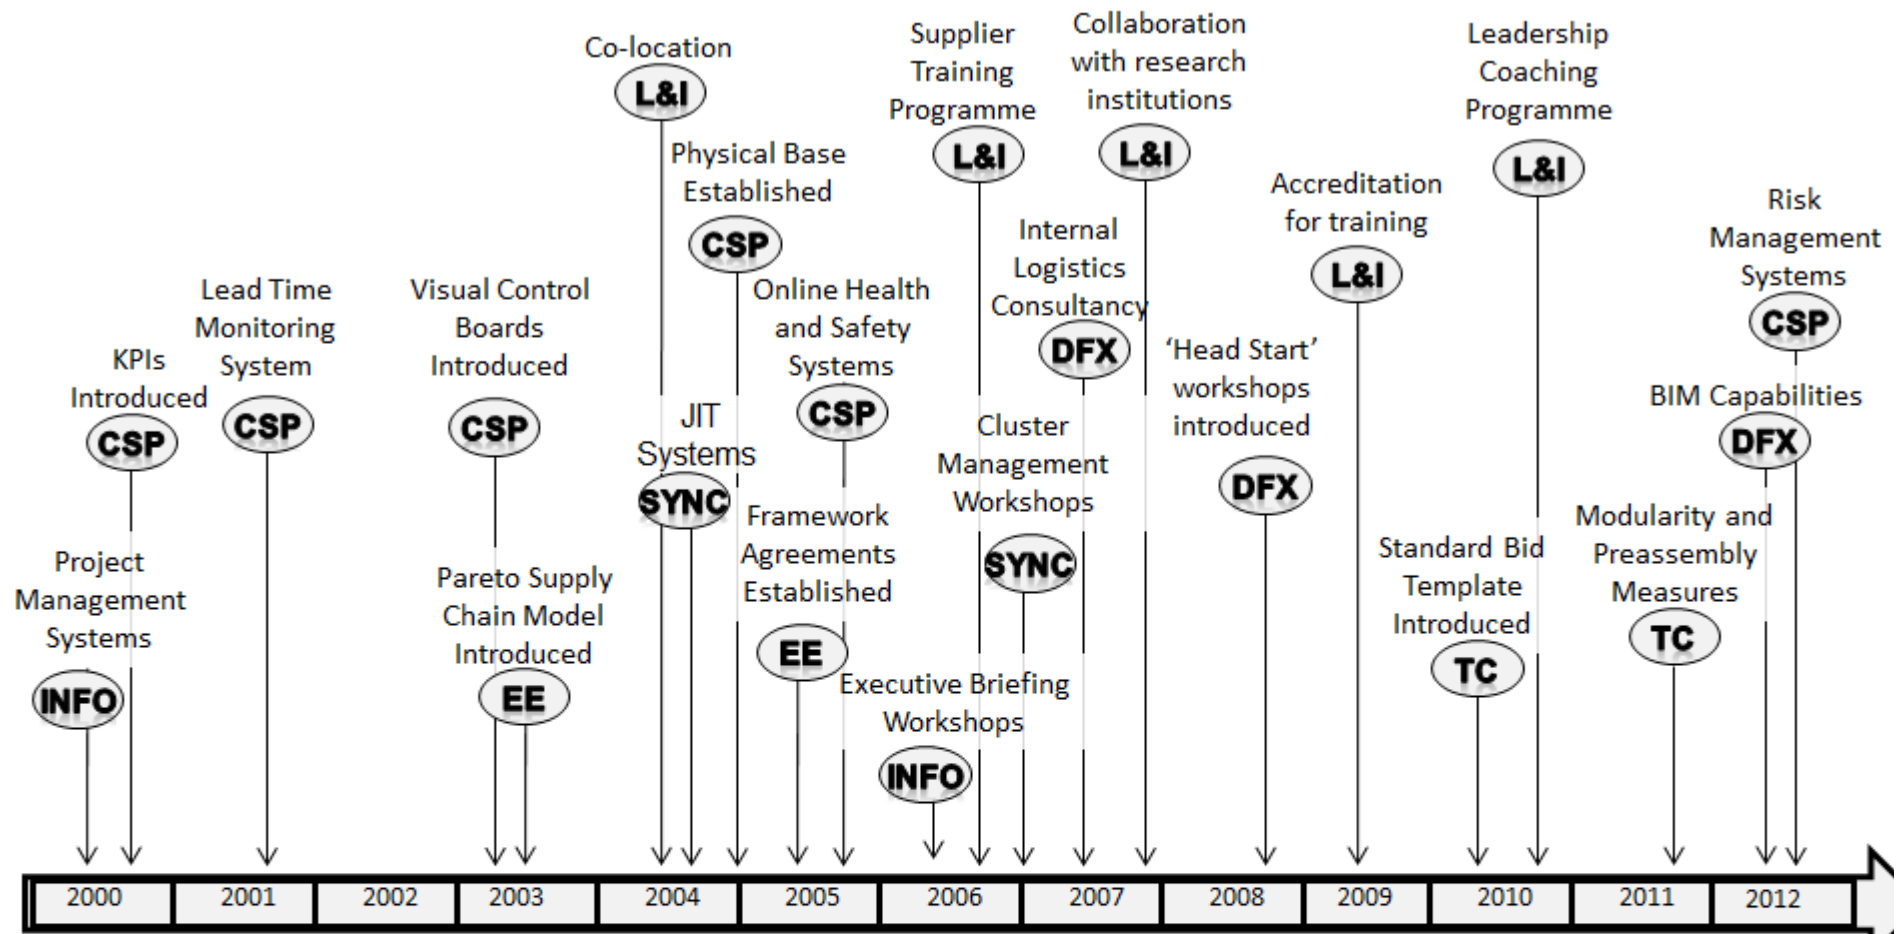 Co-location
L&I
Supplier
Training
Programme
L&I
Collaboration
with research
institutions
L&I
Leadership
Coaching
Programme
L&I
Physical Base
Established
CSP
Accreditation
for training
L&I
Risk
Management
Systems
CSP
Internal
Logistics
Consultancy
DFX
Lead Time
Monitoring
System
CSP
Visual Control
Boards
Introduced
CSP
Online Health
and Safety
Systems
CSP
KPIs
Introduced
CSP
'Head Start'
workshops
introduced
DFX
BIM Capabilities
DFX
JIT
Systems
SYNC
Cluster
Management
Workshops
SYNC
Framework
Agreements
Established
EE
Modularity and
Preassembly
Measures
TC
Standard Bid
Template
Introduced
TC
Project
Management
Systems
INFO
Pareto Supply
Chain Model
Introduced
EE
Executive Briefing
Workshops
INFO
2000 2001 2002 2003 2004 2005 2006 2007 2008 2009 2010 2011 2012